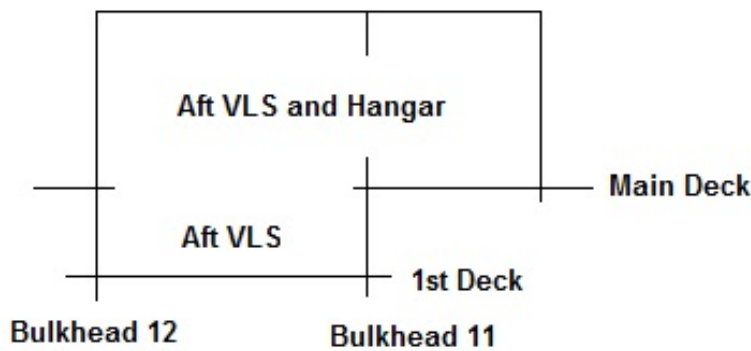 Aft VLS and Hangar
Main Deck
Aft VLS
1st Deck
Bulkhead 12
Bulkhead 11